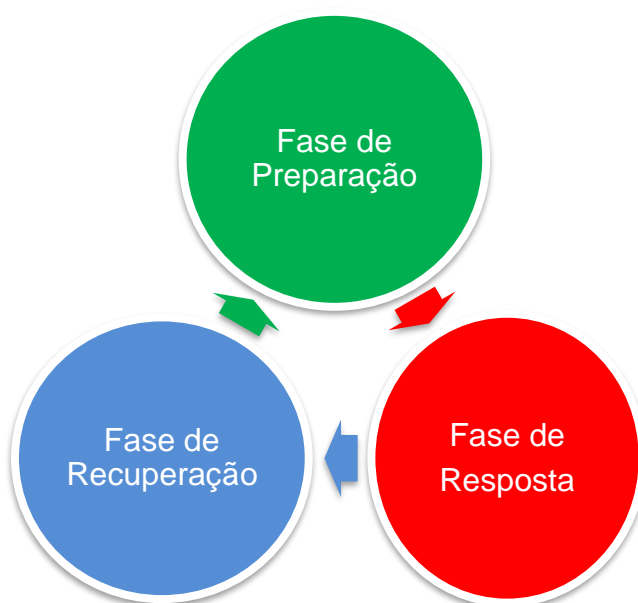 Fase de
Preparação
Fase de
Recuperação
Fase de
Resposta